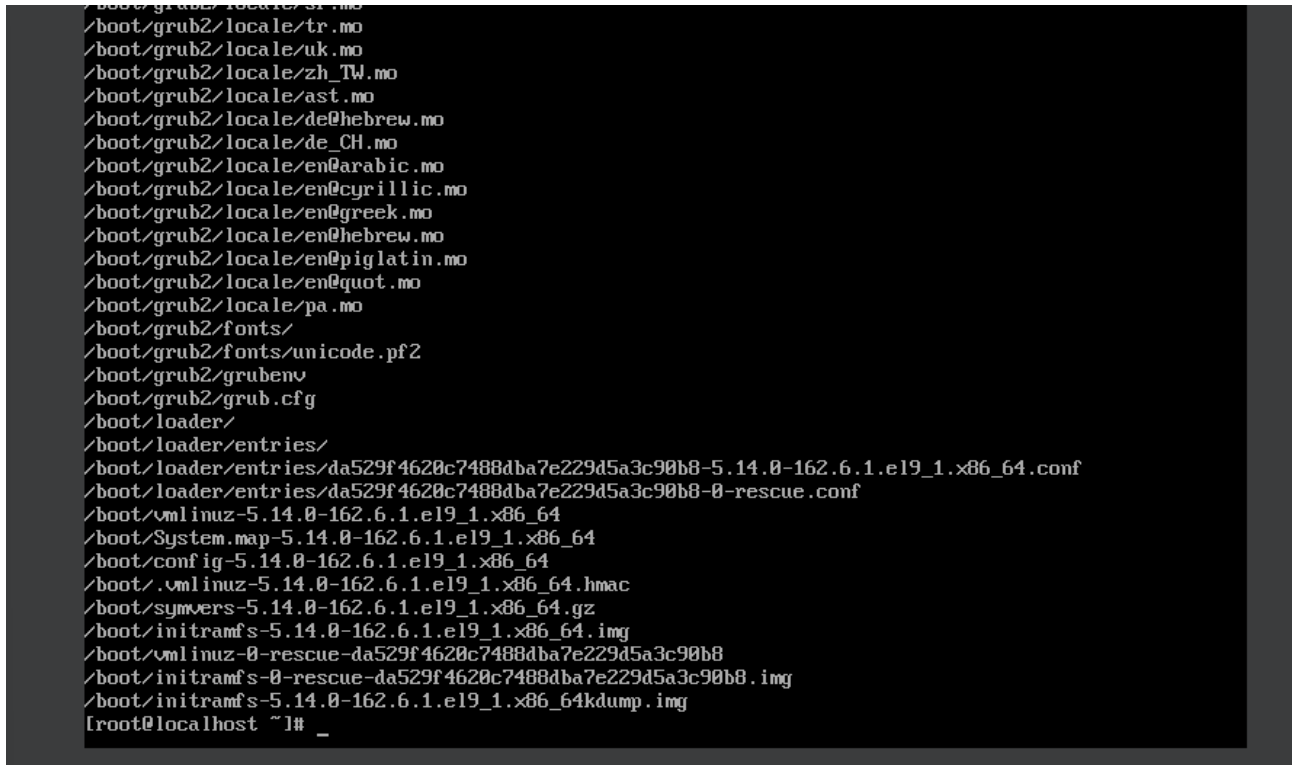 /boot/grub2/locale/sr.mo
/boot/grub2/locale/tr.mo
/boot/grub2/locale/uk.mo
/boot/grub2/locale/zh_TW.mo
/boot/grub2/locale/ast.mo
/boot/grub2/locale/de@hebrew.mo
/boot/grub2/locale/de_CH.mo
/boot/grub2/locale/en@arabic.mo
/boot/grub2/locale/en@cyrillic.mo
/boot/grub2/locale/en@greek.mo
/boot/grub2/locale/en@hebrew.mo
/boot/grub2/locale/en@piglatin.mo
/boot/grub2/locale/en@quot.mo
/boot/grub2/locale/pa.mo
/boot/grub2/fonts/
/boot/grub2/fonts/unicode.pf2
/boot/grub2/grubenv
/boot/grub2/grub.cfg
/boot/loader/
/boot/loader/entries/
/boot/loader/entries/da529f4620c7488dba7e229d5a3c90b8-5.14.0-162.6.1.el9_1.x86_64.conf
/boot/loader/entries/da529f4620c7488dba7e229d5a3c90b8-0-rescue.conf
/boot/vmlinuz-5.14.0-162.6.1.el9_1.x86_64
/boot/System.map-5.14.0-162.6.1.el9_1.x86_64
/boot/config-5.14.0-162.6.1.el9_1.x86_64
/boot/.vmlinuz-5.14.0-162.6.1.el9_1.x86_64.hmac
/boot/symvers-5.14.0-162.6.1.el9_1.x86_64.gz
/boot/initramfs-5.14.0-162.6.1.el9_1.x86_64.img
/boot/vmlinuz-0-rescue-da529f4620c7488dba7e229d5a3c90b8
/boot/initramfs-0-rescue-da529f4620c7488dba7e229d5a3c90b8.img
/boot/initramfs-5.14.0-162.6.1.el9_1.x86_64kdump.img
[root@localhost ~]# _